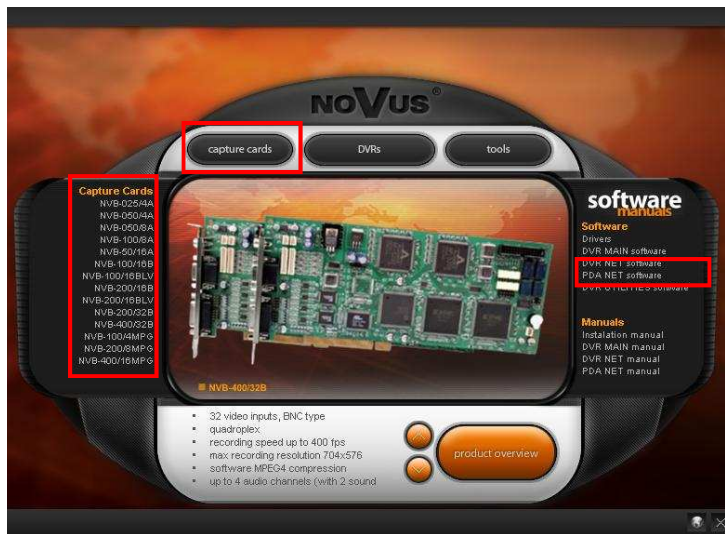 NOVUS®
capture cards
DVRs
tools
Capture Cards
NVB-025/4A
NVB-050/4A
NVB-050/8A
NVB-100/8A
NVB-50/16A
NVB-100/16B
NVB-100/16BLV
NVB-200/16B
NVB-200/16BLV
NVB-200/32B
NVB-400/32B
NVB-100/4MPG
NVB-200/8MPG
NVB-400/16MPG
NVB-400/32B
software
manuals
Software
Drivers
DVR MAIN software
DVR NET software
PDA NET software
DVR UTILITIES software
Manuals
Instalation manual
DVR MAIN manual
DVR NET manual
PDA NET manual
32 video inputs, BNC type
quadroplex
recording speed up to 400 fps
max recording resolution 704x576
software MPEG4 compression
up to 4 audio channels (with 2 sound
product overview